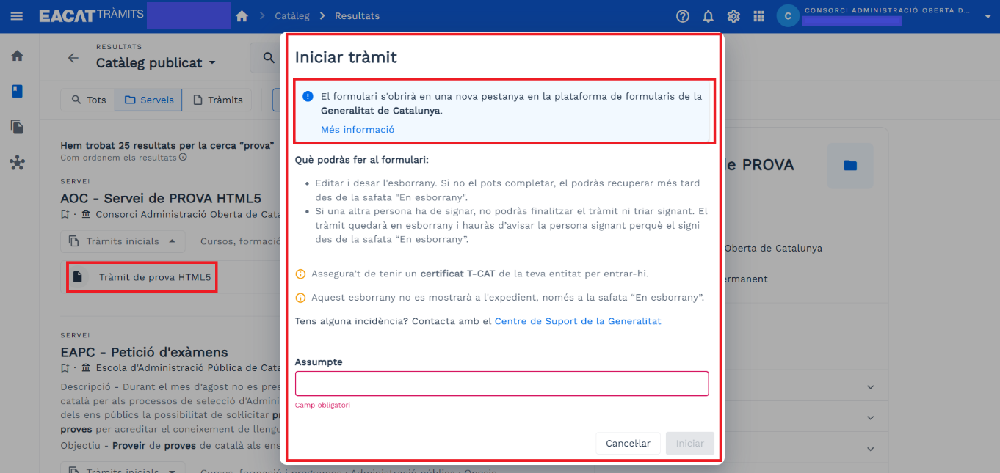 EACAT TRÀMITS
Catàleg
Resultats
C
CONSORCI ADMINISTRACIÓ OBERTA D...
RESULTATS
Catàleg publicat
Tots
Serveis
Tràmits
Hem trobat 25 resultats per la cerca “prova”
Com ordenem els resultats
SERVEI
AOC - Servei de PROVA HTML5
· Consorci Administració Oberta de Cata
Tràmits inicials
Cursos, formació
Tràmit de prova HTML5
SERVEI
EAPC - Petició d'exàmens
· Escola d'Administració Pública de Cata
Descripció - Durant el mes d’agost no es pres
català per als processos de selecció d'Admini
dels ens públics la possibilitat de sol·licitar
proves per acreditar el coneixement de llengu
Objectiu - Proveir de proves de català als ens
Tràmits inicials
Cursos, formació i programes · Administració pública · Oposic
Iniciar tràmit
El formulari s'obrirà en una nova pestanya en la plataforma de formularis de la
Generalitat de Catalunya.
Més informació
Què podràs fer al formulari:
• Editar i desar l'esborrany. Si no el pots completar, el podràs recuperar més tard
des de la safata "En esborrany".
• Si una altra persona ha de signar, no podràs finalitzar el tràmit ni triar signant. El
tràmit quedarà en esborrany i hauràs d’avisar la persona signant perquè el signi
des de la safata “En esborrany”.
Assegura’t de tenir un certificat T-CAT de la teva entitat per entrar-hi.
Aquest esborrany no es mostrarà a l'expedient, només a la safata “En esborrany”.
Tens alguna incidència? Contacta amb el Centre de Suport de la Generalitat
Assumpte
Camp obligatori
Cancel·lar
Iniciar
de PROVA
Oberta de Catalunya
ermanent